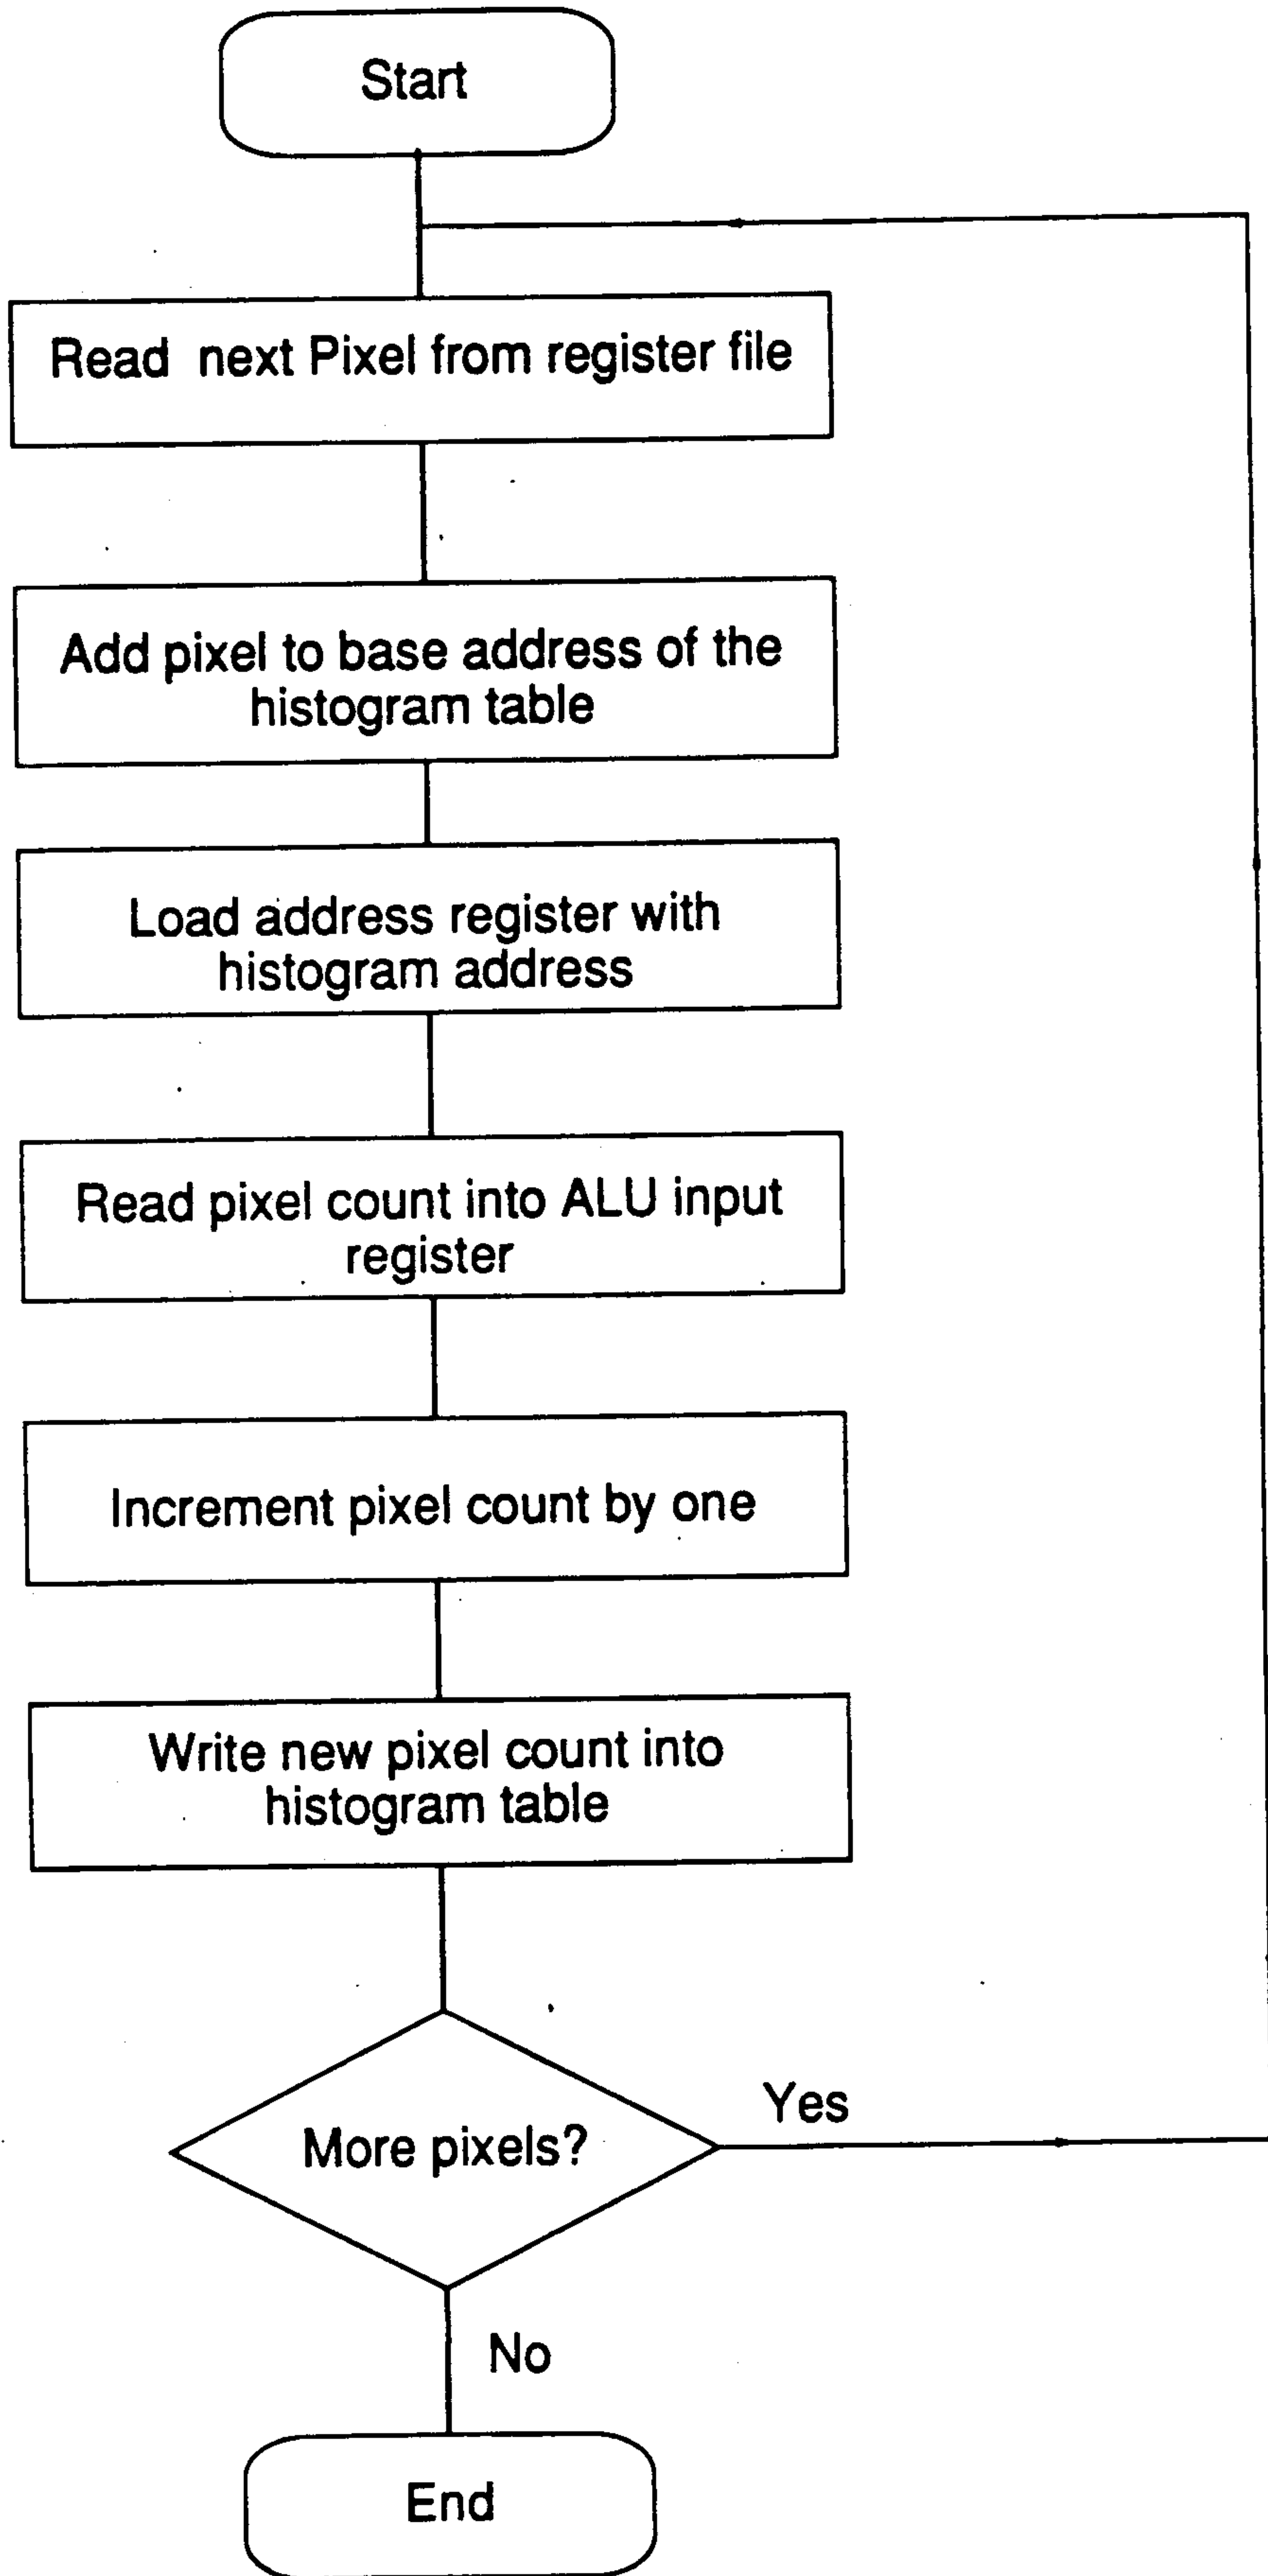 Start
Read next Pixel from register file
Add pixel to base address of the
histogram table
Load address register with
histogram address
Read pixel count into ALU input
register
Increment pixel count by one
Write new pixel count into
histogram table
More pixels?
Yes
No
End